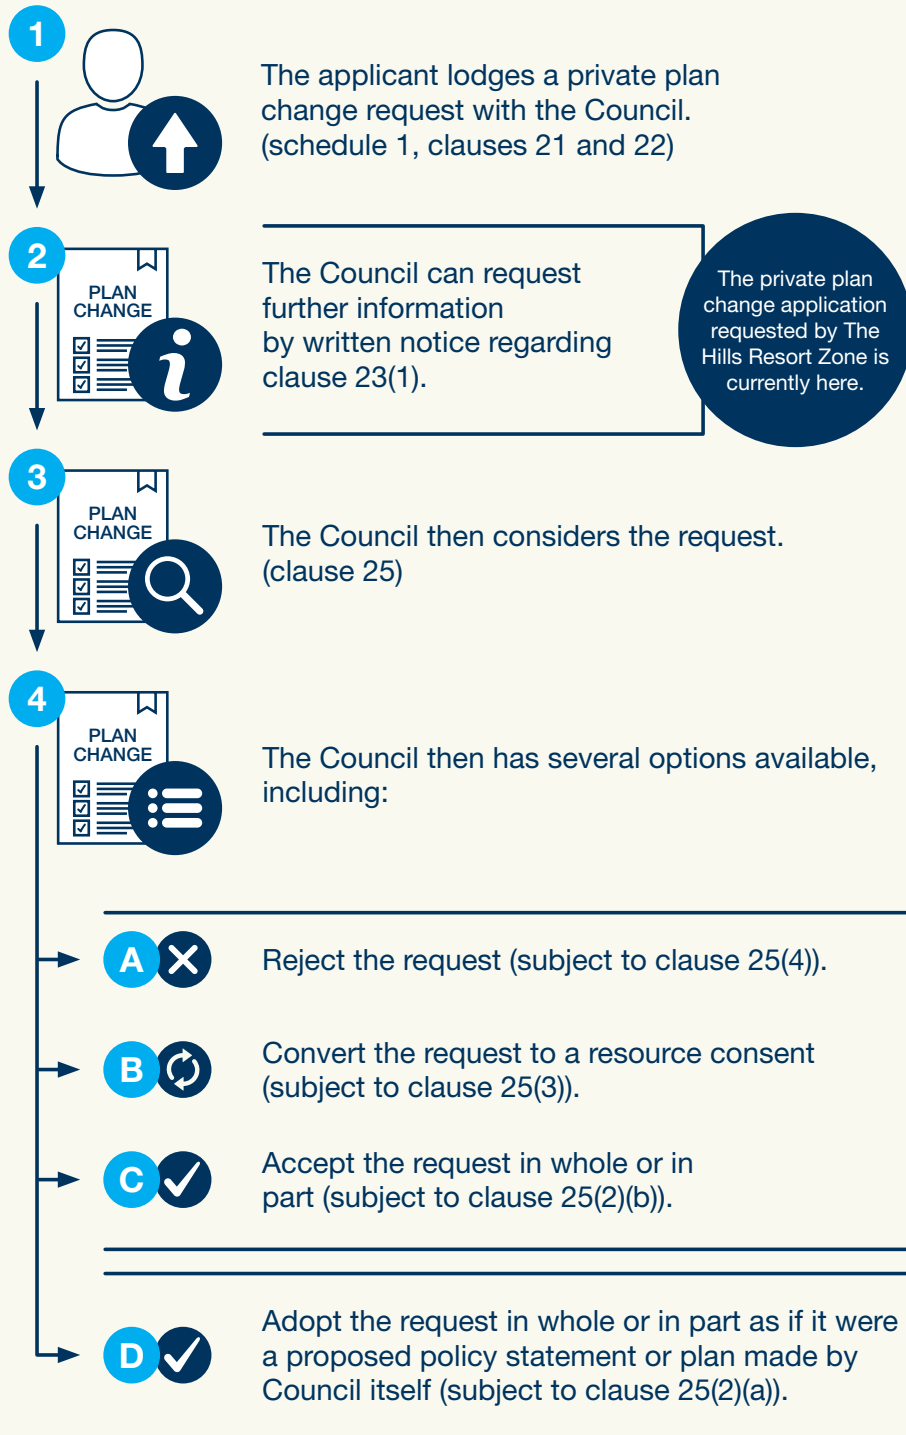 1
The applicant lodges a private plan
change request with the Council.
(schedule 1, clauses 21 and 22)
2
PLAN
CHANGE
The Council can request
further information
by written notice regarding
clause 23(1).
The private plan
change application
requested by The
Hills Resort Zone is
currently here.
3
PLAN
CHANGE
The Council then considers the request.
(clause 25)
4
PLAN
CHANGE
The Council then has several options available,
including:
A
Reject the request (subject to clause 25(4)).
B
Convert the request to a resource consent
(subject to clause 25(3)).
C
Accept the request in whole or in
part (subject to clause 25(2)(b)).
D
Adopt the request in whole or in part as if it were
a proposed policy statement or plan made by
Council itself (subject to clause 25(2)(a)).